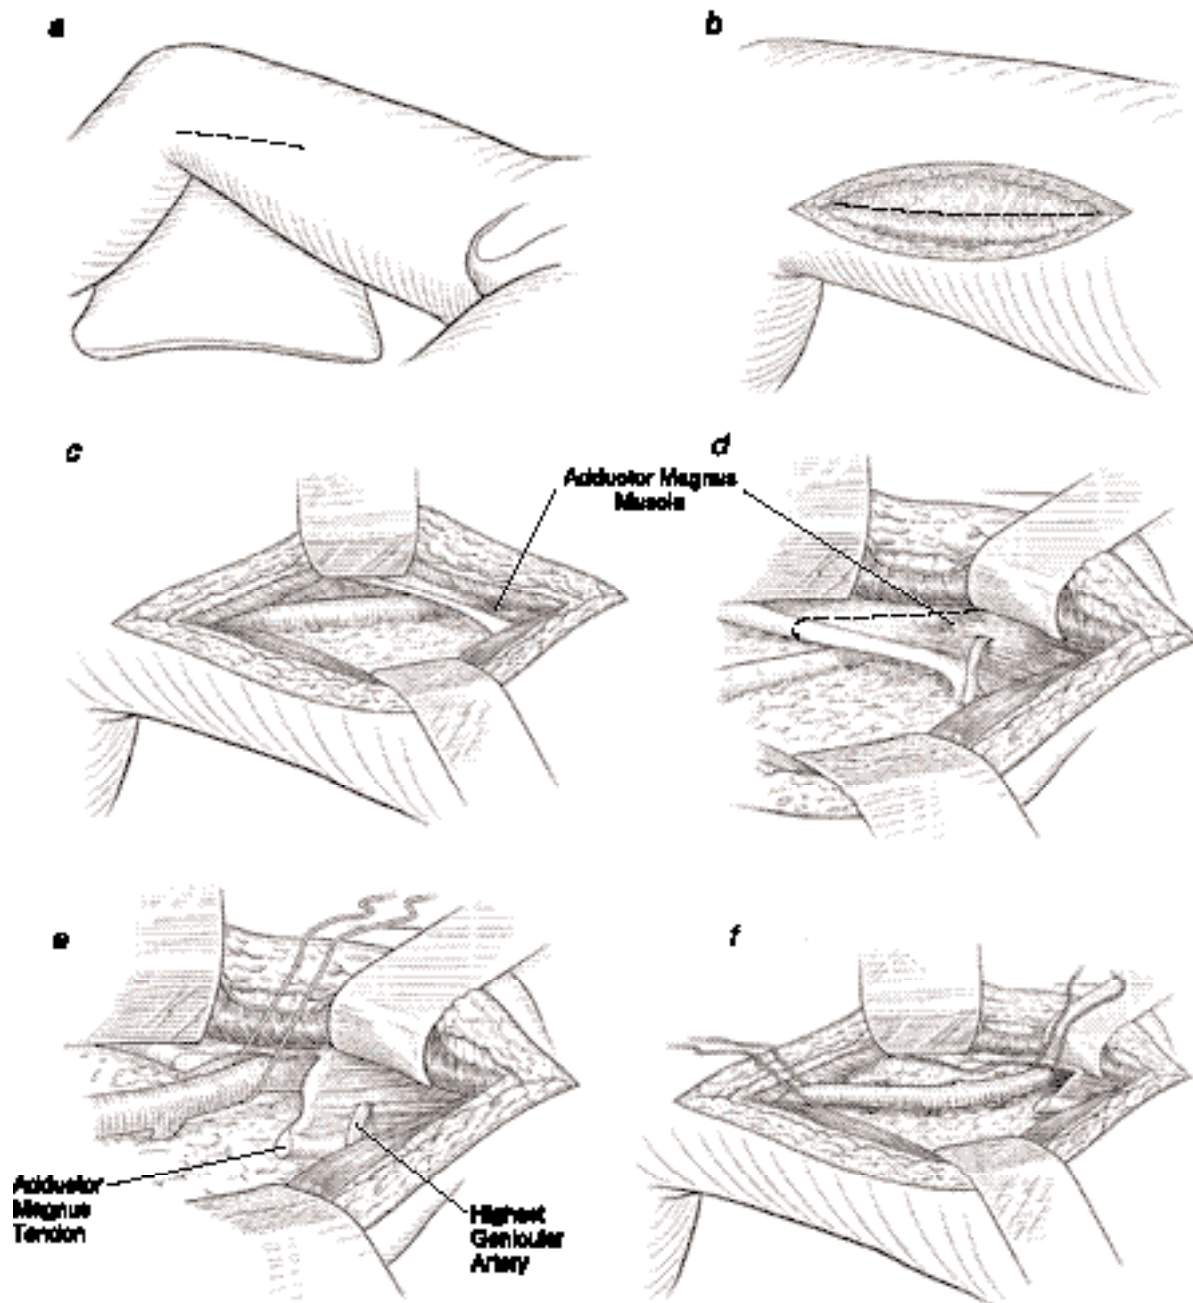 a
b
c
d
Adductor Magnus
Muscle
e
f
Adductor
Magnus
Tendon
Highest
Genicular
Artery